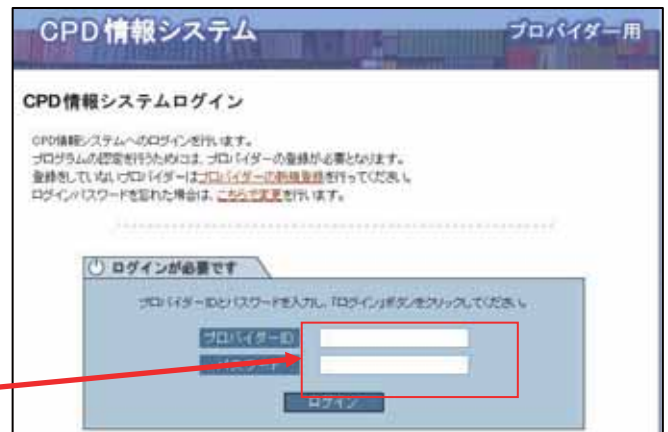 CPD情報システム
プロバイダー用
CPD情報システムログイン
CPD情報システムへのログインを行います。
プログラムの認定を行うためには、プロバイダーの登録が必要となります。
登録をしていないプロバイダーはプロバイダーの新規登録を行ってください。
ログインパスワードを忘れた場合は、こちらで変更を行います。
ログインが必要です
プロバイダーIDとパスワードを入力し、「ログイン」ボタンをクリックしてください。
プロバイダーID
パスワード
ログイン